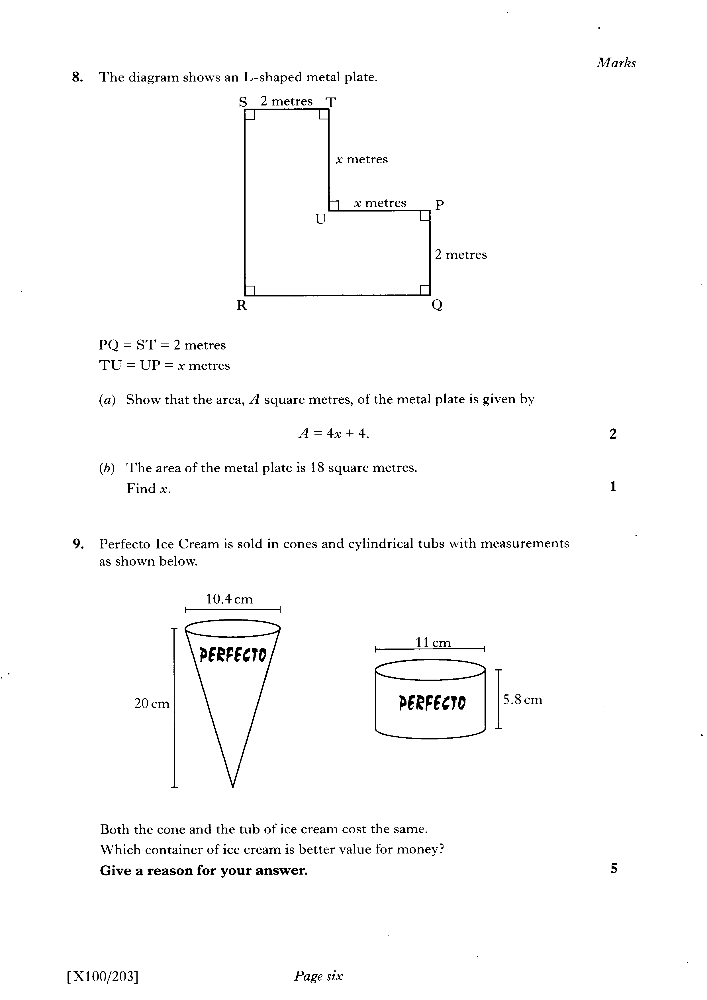 Marks
8. The diagram shows an L-shaped metal plate.
S 2 metres T
x metres
x metres P
U
2 metres
R Q
PQ = ST = 2 metres
TU = UP = x metres
(a) Show that the area, A square metres, of the metal plate is given by
A = 4x + 4. 2
(b) The area of the metal plate is 18 square metres.
Find x. 1
9. Perfecto Ice Cream is sold in cones and cylindrical tubs with measurements
as shown below.
10.4 cm
11 cm
PERFECTO
20 cm
PERFECTO
5.8 cm
Both the cone and the tub of ice cream cost the same.
Which container of ice cream is better value for money?
Give a reason for your answer. 5
[X100/203] Page six